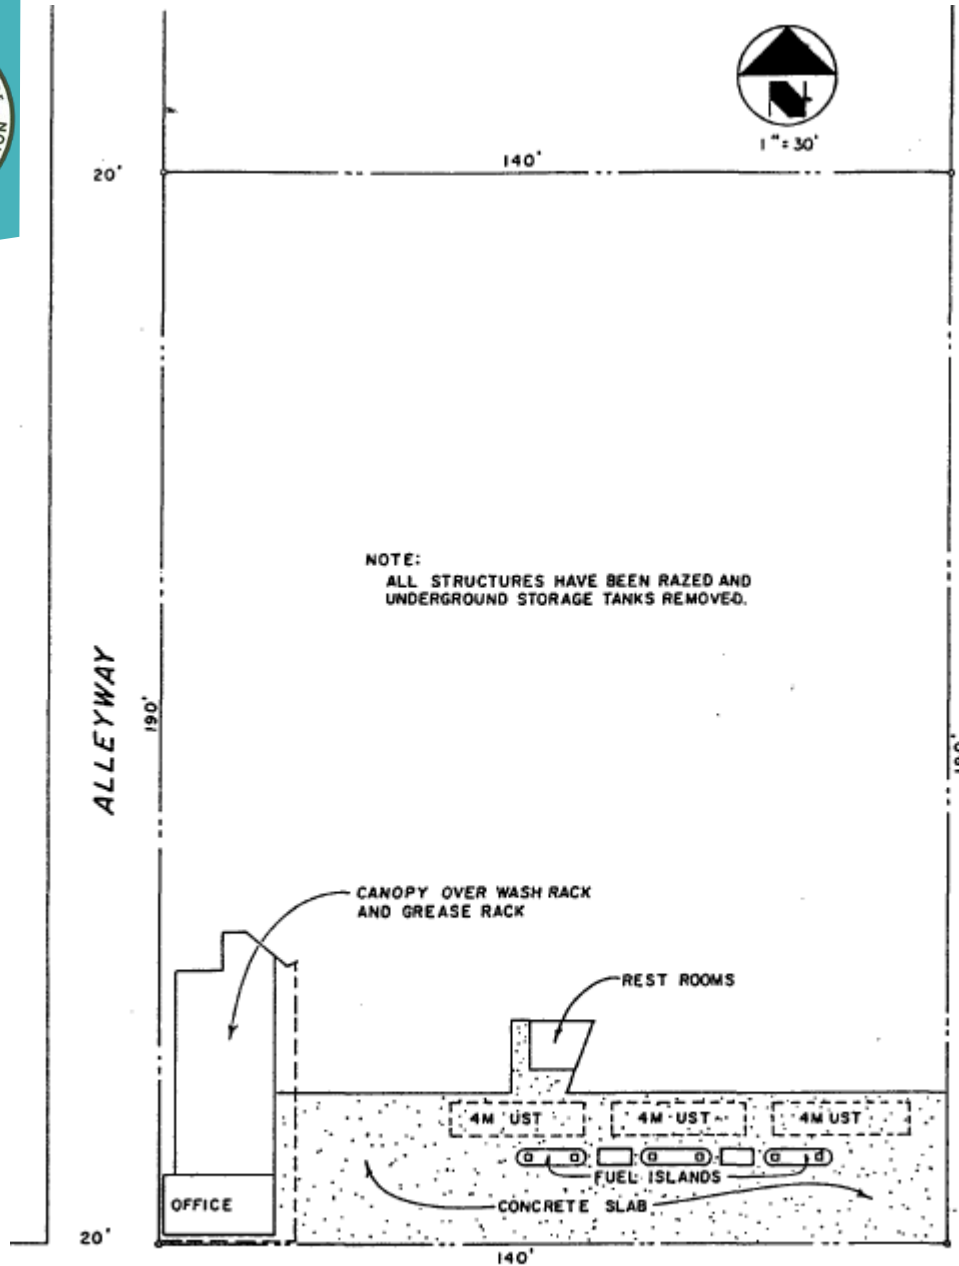 N
1" = 30'
20'
140'
NOTE:
ALL STRUCTURES HAVE BEEN RAZED AND
UNDERGROUND STORAGE TANKS REMOVED.
ALLEYWAY
190'
CANOPY OVER WASH RACK
AND GREASE RACK
REST ROOMS
4M UST
4M UST
4M UST
FUEL ISLANDS
OFFICE
CONCRETE SLAB
20'
140'